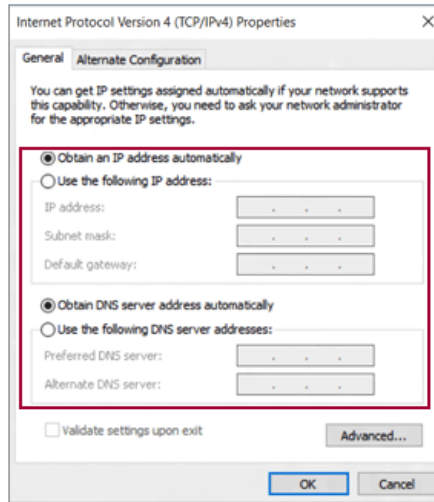 Internet Protocol Version 4 (TCP/IPv4) Properties
General
Alternate Configuration
You can get IP settings assigned automatically if your network supports
this capability. Otherwise, you need to ask your network administrator
for the appropriate IP settings.
Obtain an IP address automatically
Use the following IP address:
IP address:
Subnet mask:
Default gateway:
Obtain DNS server address automatically
Use the following DNS server addresses:
Preferred DNS server:
Alternate DNS server:
Validate settings upon exit
Advanced...
OK
Cancel